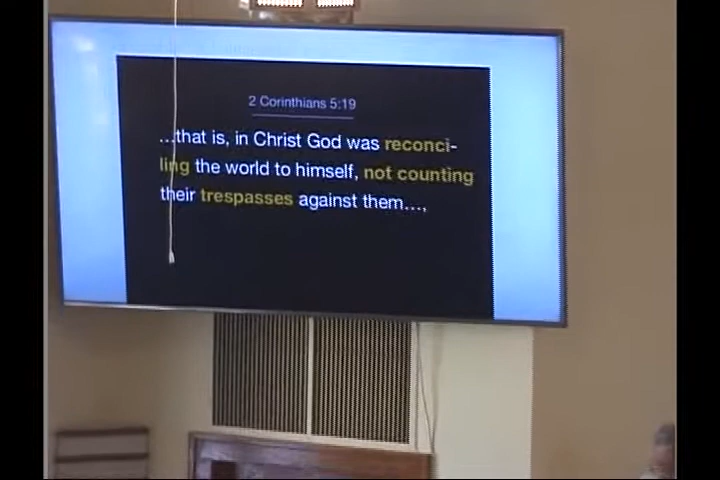 2 Corinthians 5:19
...that is, in Christ God was reconci-
ling the world to himself, not counting
their trespasses against them...,